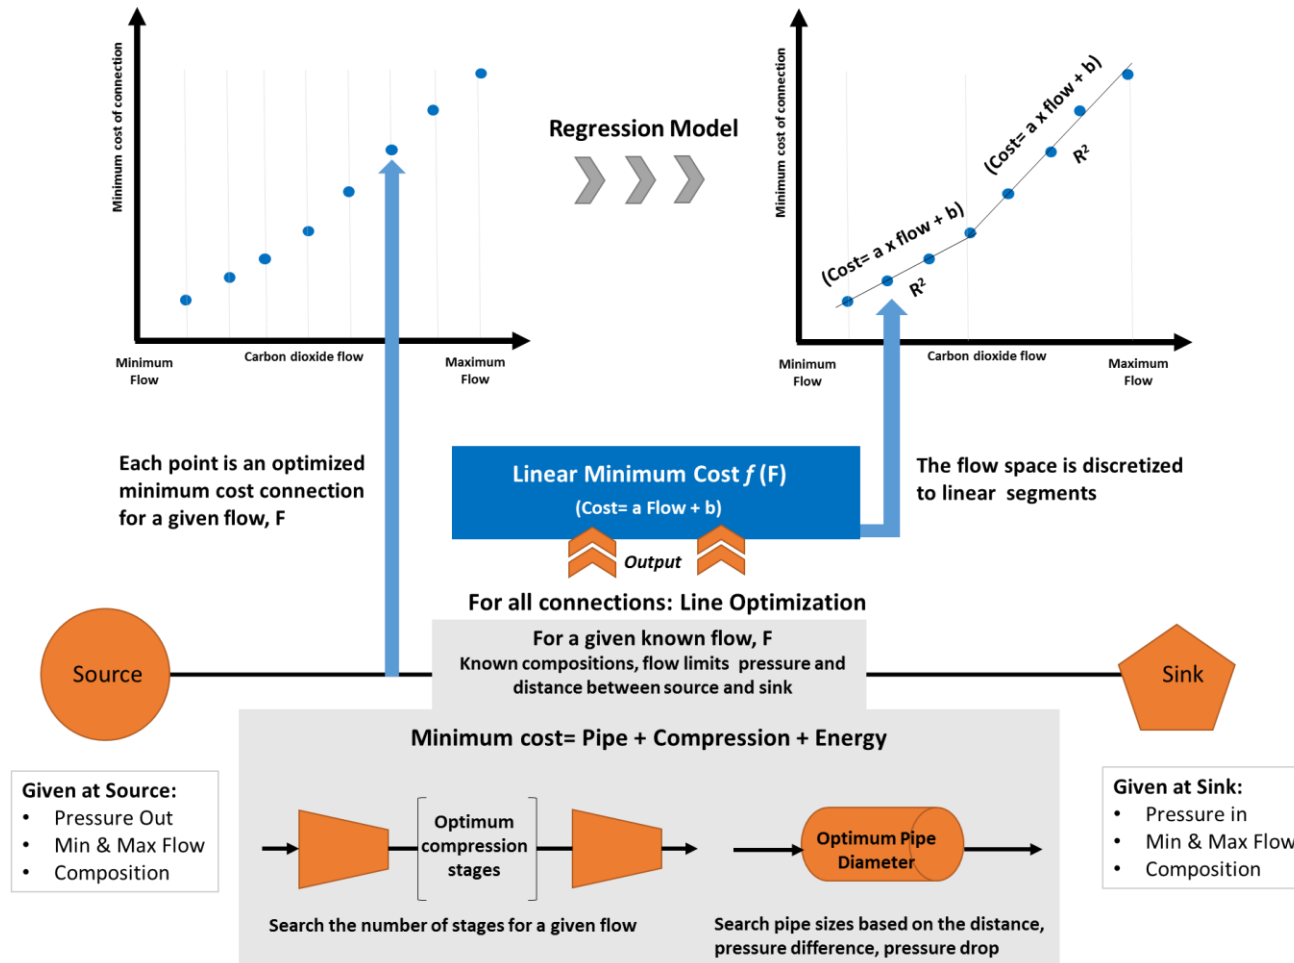 Minimum cost of connection
Minimum
Flow
Carbon dioxide flow
Maximum
Flow
Regression Model
Minimum cost of connection
(Cost= a x flow + b)
R²
(Cost= a x flow + b)
R²
Minimum
Flow
Carbon dioxide flow
Maximum
Flow
Each point is an optimized
minimum cost connection
for a given flow, F
Linear Minimum Cost f (F)
(Cost= a Flow + b)
The flow space is discretized
to linear segments
Output
For all connections: Line Optimization
For a given known flow, F
Known compositions, flow limits pressure and
distance between source and sink
Source
Sink
Minimum cost= Pipe + Compression + Energy
Given at Source:
• Pressure Out
• Min & Max Flow
• Composition
Optimum
compression
stages
Search the number of stages for a given flow
Optimum Pipe
Diameter
Search pipe sizes based on the distance,
pressure difference, pressure drop
Given at Sink:
• Pressure in
• Min & Max Flow
• Composition